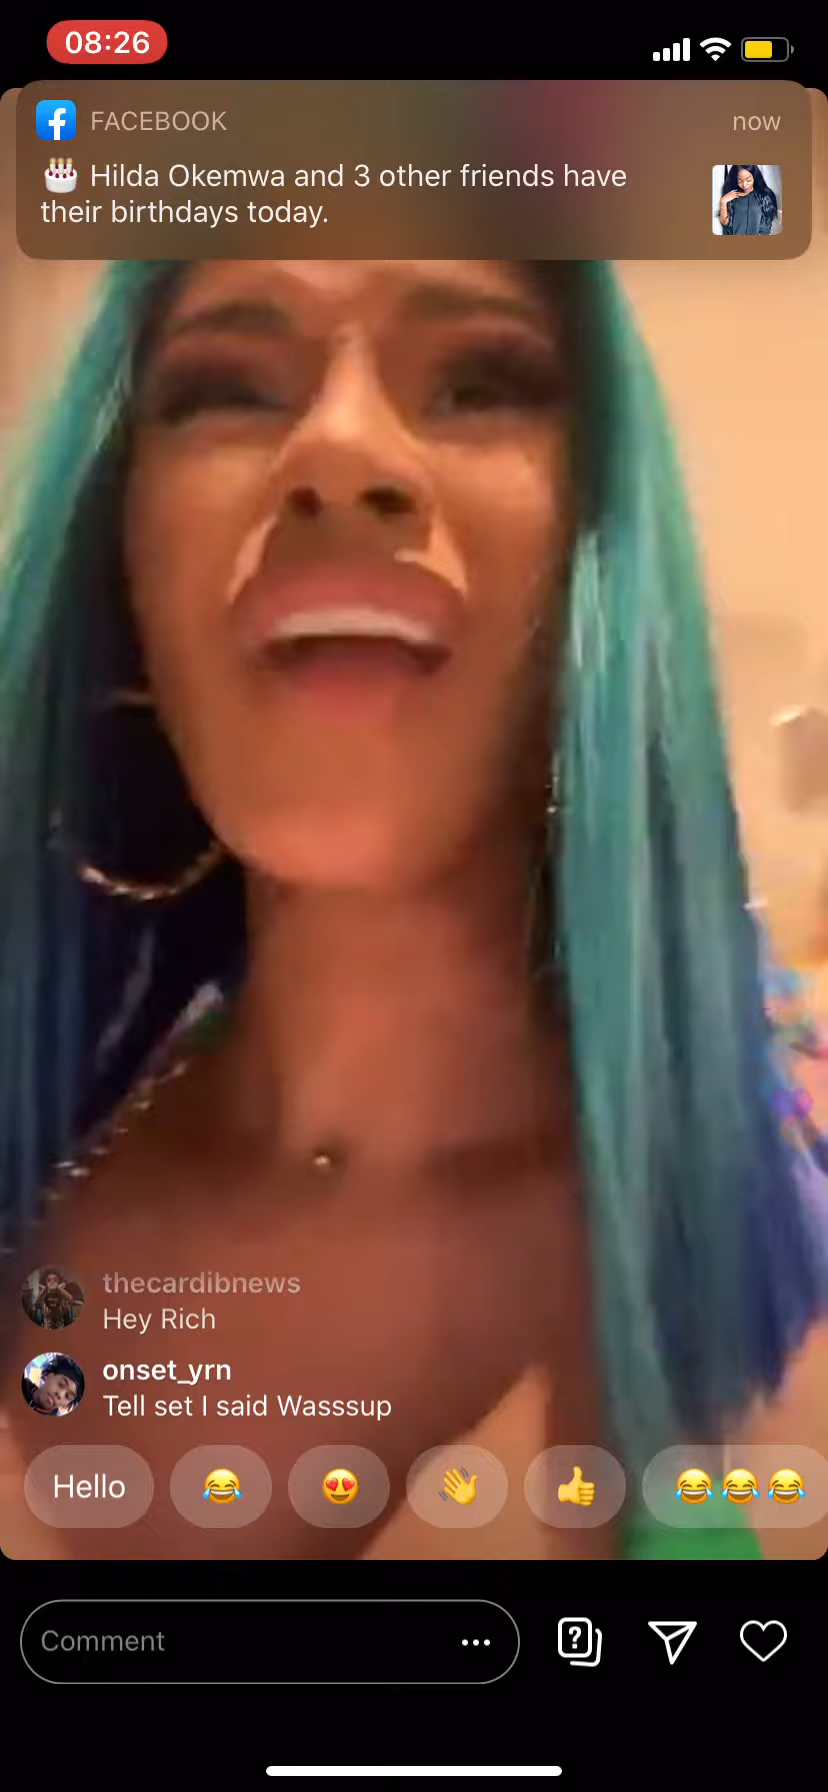 08:26
FACEBOOK
now
🎂 Hilda Okemwa and 3 other friends have
their birthdays today.
thecardibnews
Hey Rich
onset_yrn
Tell set I said Wasssup
Hello 😂 😍 👋 👍 😂😂😂
Comment